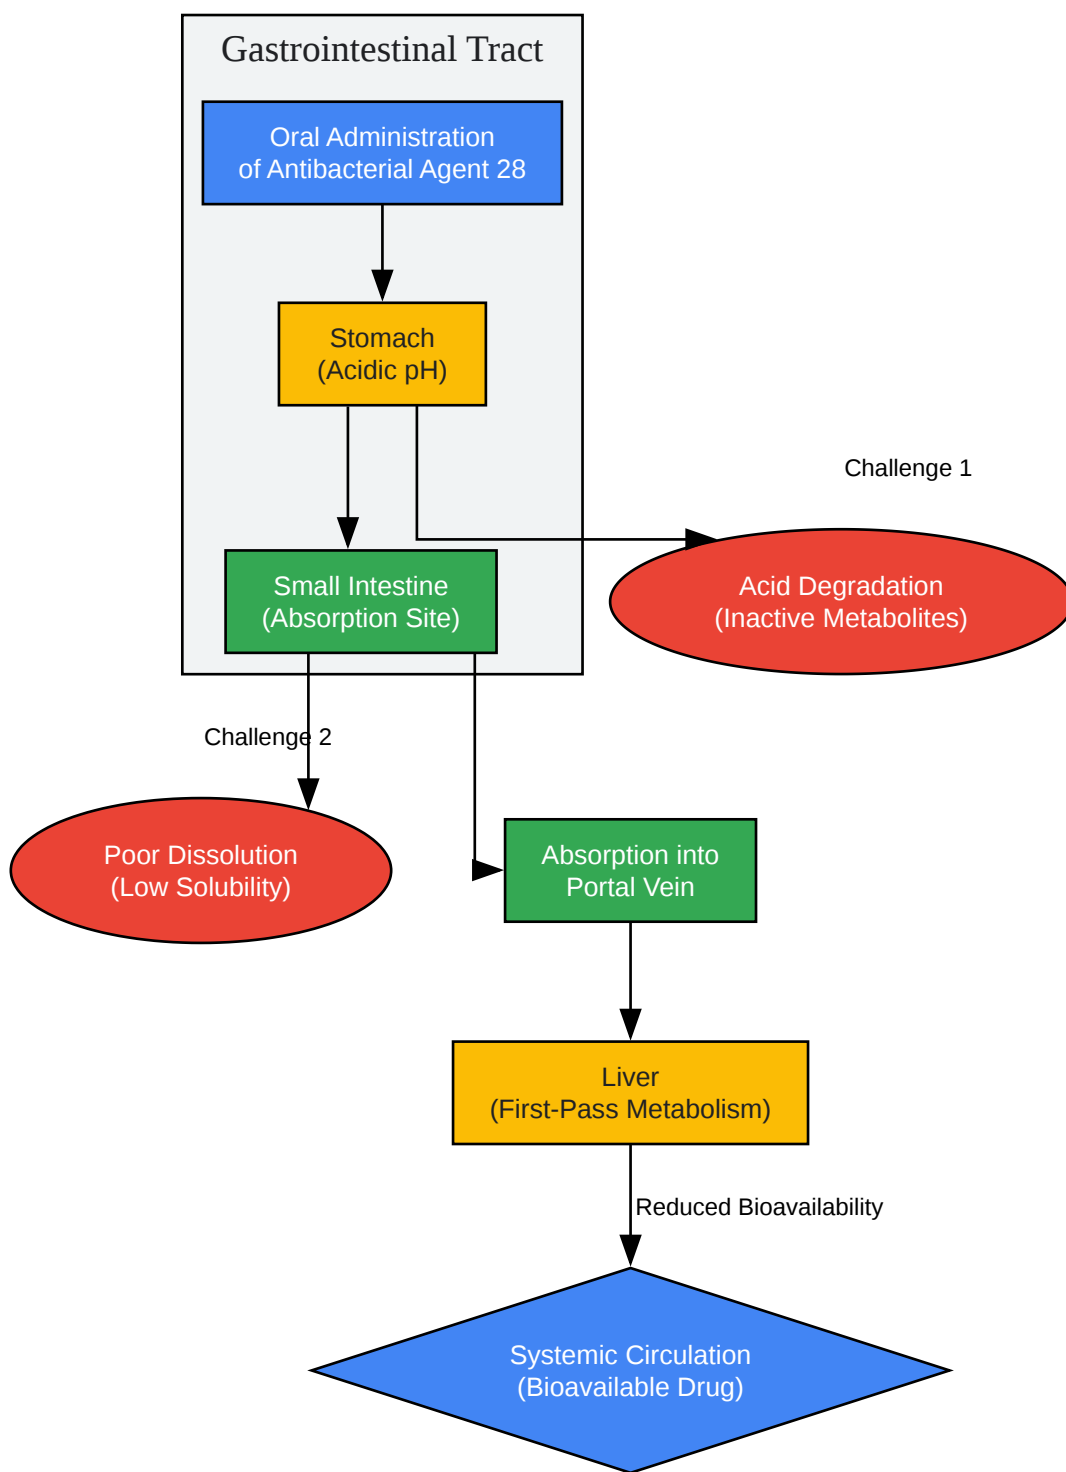 Gastrointestinal Tract
Oral Administration
of Antibacterial Agent 28
Stomach
(Acidic pH)
Challenge 1
Small Intestine
(Absorption Site)
Acid Degradation
(Inactive Metabolites)
Challenge 2
Poor Dissolution
(Low Solubility)
Absorption into
Portal Vein
Liver
(First-Pass Metabolism)
Reduced Bioavailability
Systemic Circulation
(Bioavailable Drug)